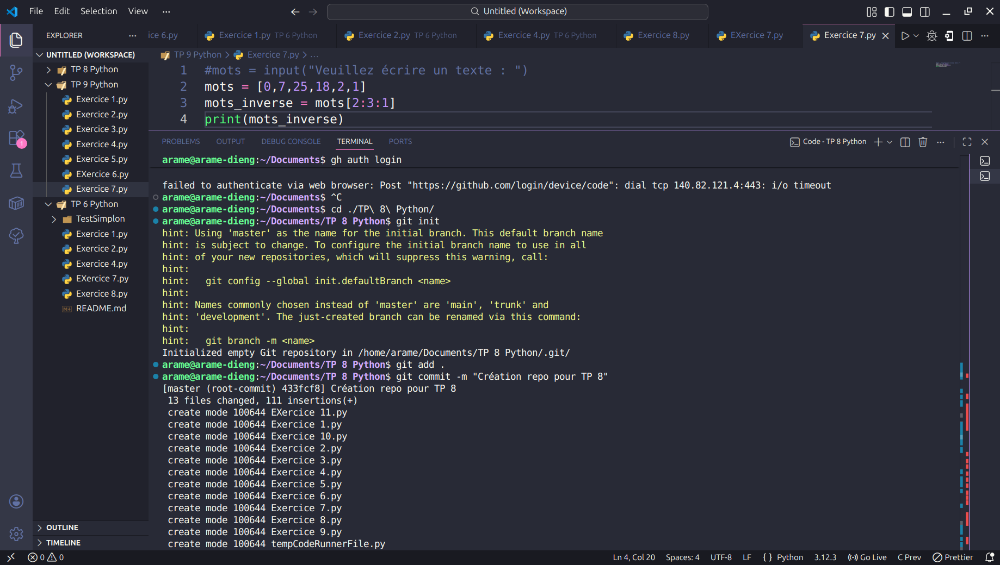 File Edit Selection View ···
Untitled (Workspace)
EXPLORER ···
ice 6.py
Exercice 1.py TP 6 Python
Exercice 2.py TP 6 Python
Exercice 4.py TP 6 Python
Exercice 8.py
EXercice 7.py
Exercice 7.py
UNTITLED (WORKSPACE)
TP 8 Python
TP 9 Python
Exercice 1.py
Exercice 2.py
Exercice 3.py
Exercice 4.py
Exercice 5.py
EXercice 6.py
Exercice 7.py
TP 6 Python
TestSimplon
Exercice 1.py
Exercice 2.py
Exercice 4.py
EXercice 7.py
Exercice 8.py
README.md
OUTLINE
TIMELINE
1
TP 9 Python > Exercice 7.py > ...
1 #mots = input("Veuillez écrire un texte : ")
2 mots = [0,7,25,18,2,1]
3 mots_inverse = mots[2:3:1]
4 print(mots_inverse)
PROBLEMS OUTPUT DEBUG CONSOLE TERMINAL PORTS
Code - TP 8 Python
arame@arame-dieng:~/Documents$ gh auth login
failed to authenticate via web browser: Post "https://github.com/login/device/code": dial tcp 140.82.121.4:443: i/o timeout
arame@arame-dieng:~/Documents$ ^C
arame@arame-dieng:~/Documents$ cd ./TP\ 8\ Python/
arame@arame-dieng:~/Documents/TP 8 Python$ git init
hint: Using 'master' as the name for the initial branch. This default branch name
hint: is subject to change. To configure the initial branch name to use in all
hint: of your new repositories, which will suppress this warning, call:
hint:
hint:   git config --global init.defaultBranch <name>
hint:
hint: Names commonly chosen instead of 'master' are 'main', 'trunk' and
hint: 'development'. The just-created branch can be renamed via this command:
hint:
hint:   git branch -m <name>
Initialized empty Git repository in /home/arame/Documents/TP 8 Python/.git/
arame@arame-dieng:~/Documents/TP 8 Python$ git add .
arame@arame-dieng:~/Documents/TP 8 Python$ git commit -m "Création repo pour TP 8"
[master (root-commit) 433fcf8] Création repo pour TP 8
 13 files changed, 111 insertions(+)
 create mode 100644 EXercice 11.py
 create mode 100644 Exercice 1.py
 create mode 100644 Exercice 10.py
 create mode 100644 Exercice 2.py
 create mode 100644 Exercice 3.py
 create mode 100644 Exercice 4.py
 create mode 100644 Exercice 5.py
 create mode 100644 Exercice 6.py
 create mode 100644 Exercice 7.py
 create mode 100644 Exercice 8.py
 create mode 100644 Exercice 9.py
 create mode 100644 tempCodeRunnerFile.py
0 0
Ln 4, Col 20 Spaces: 4 UTF-8 LF { } Python 3.12.3 Go Live C Prev Prettier